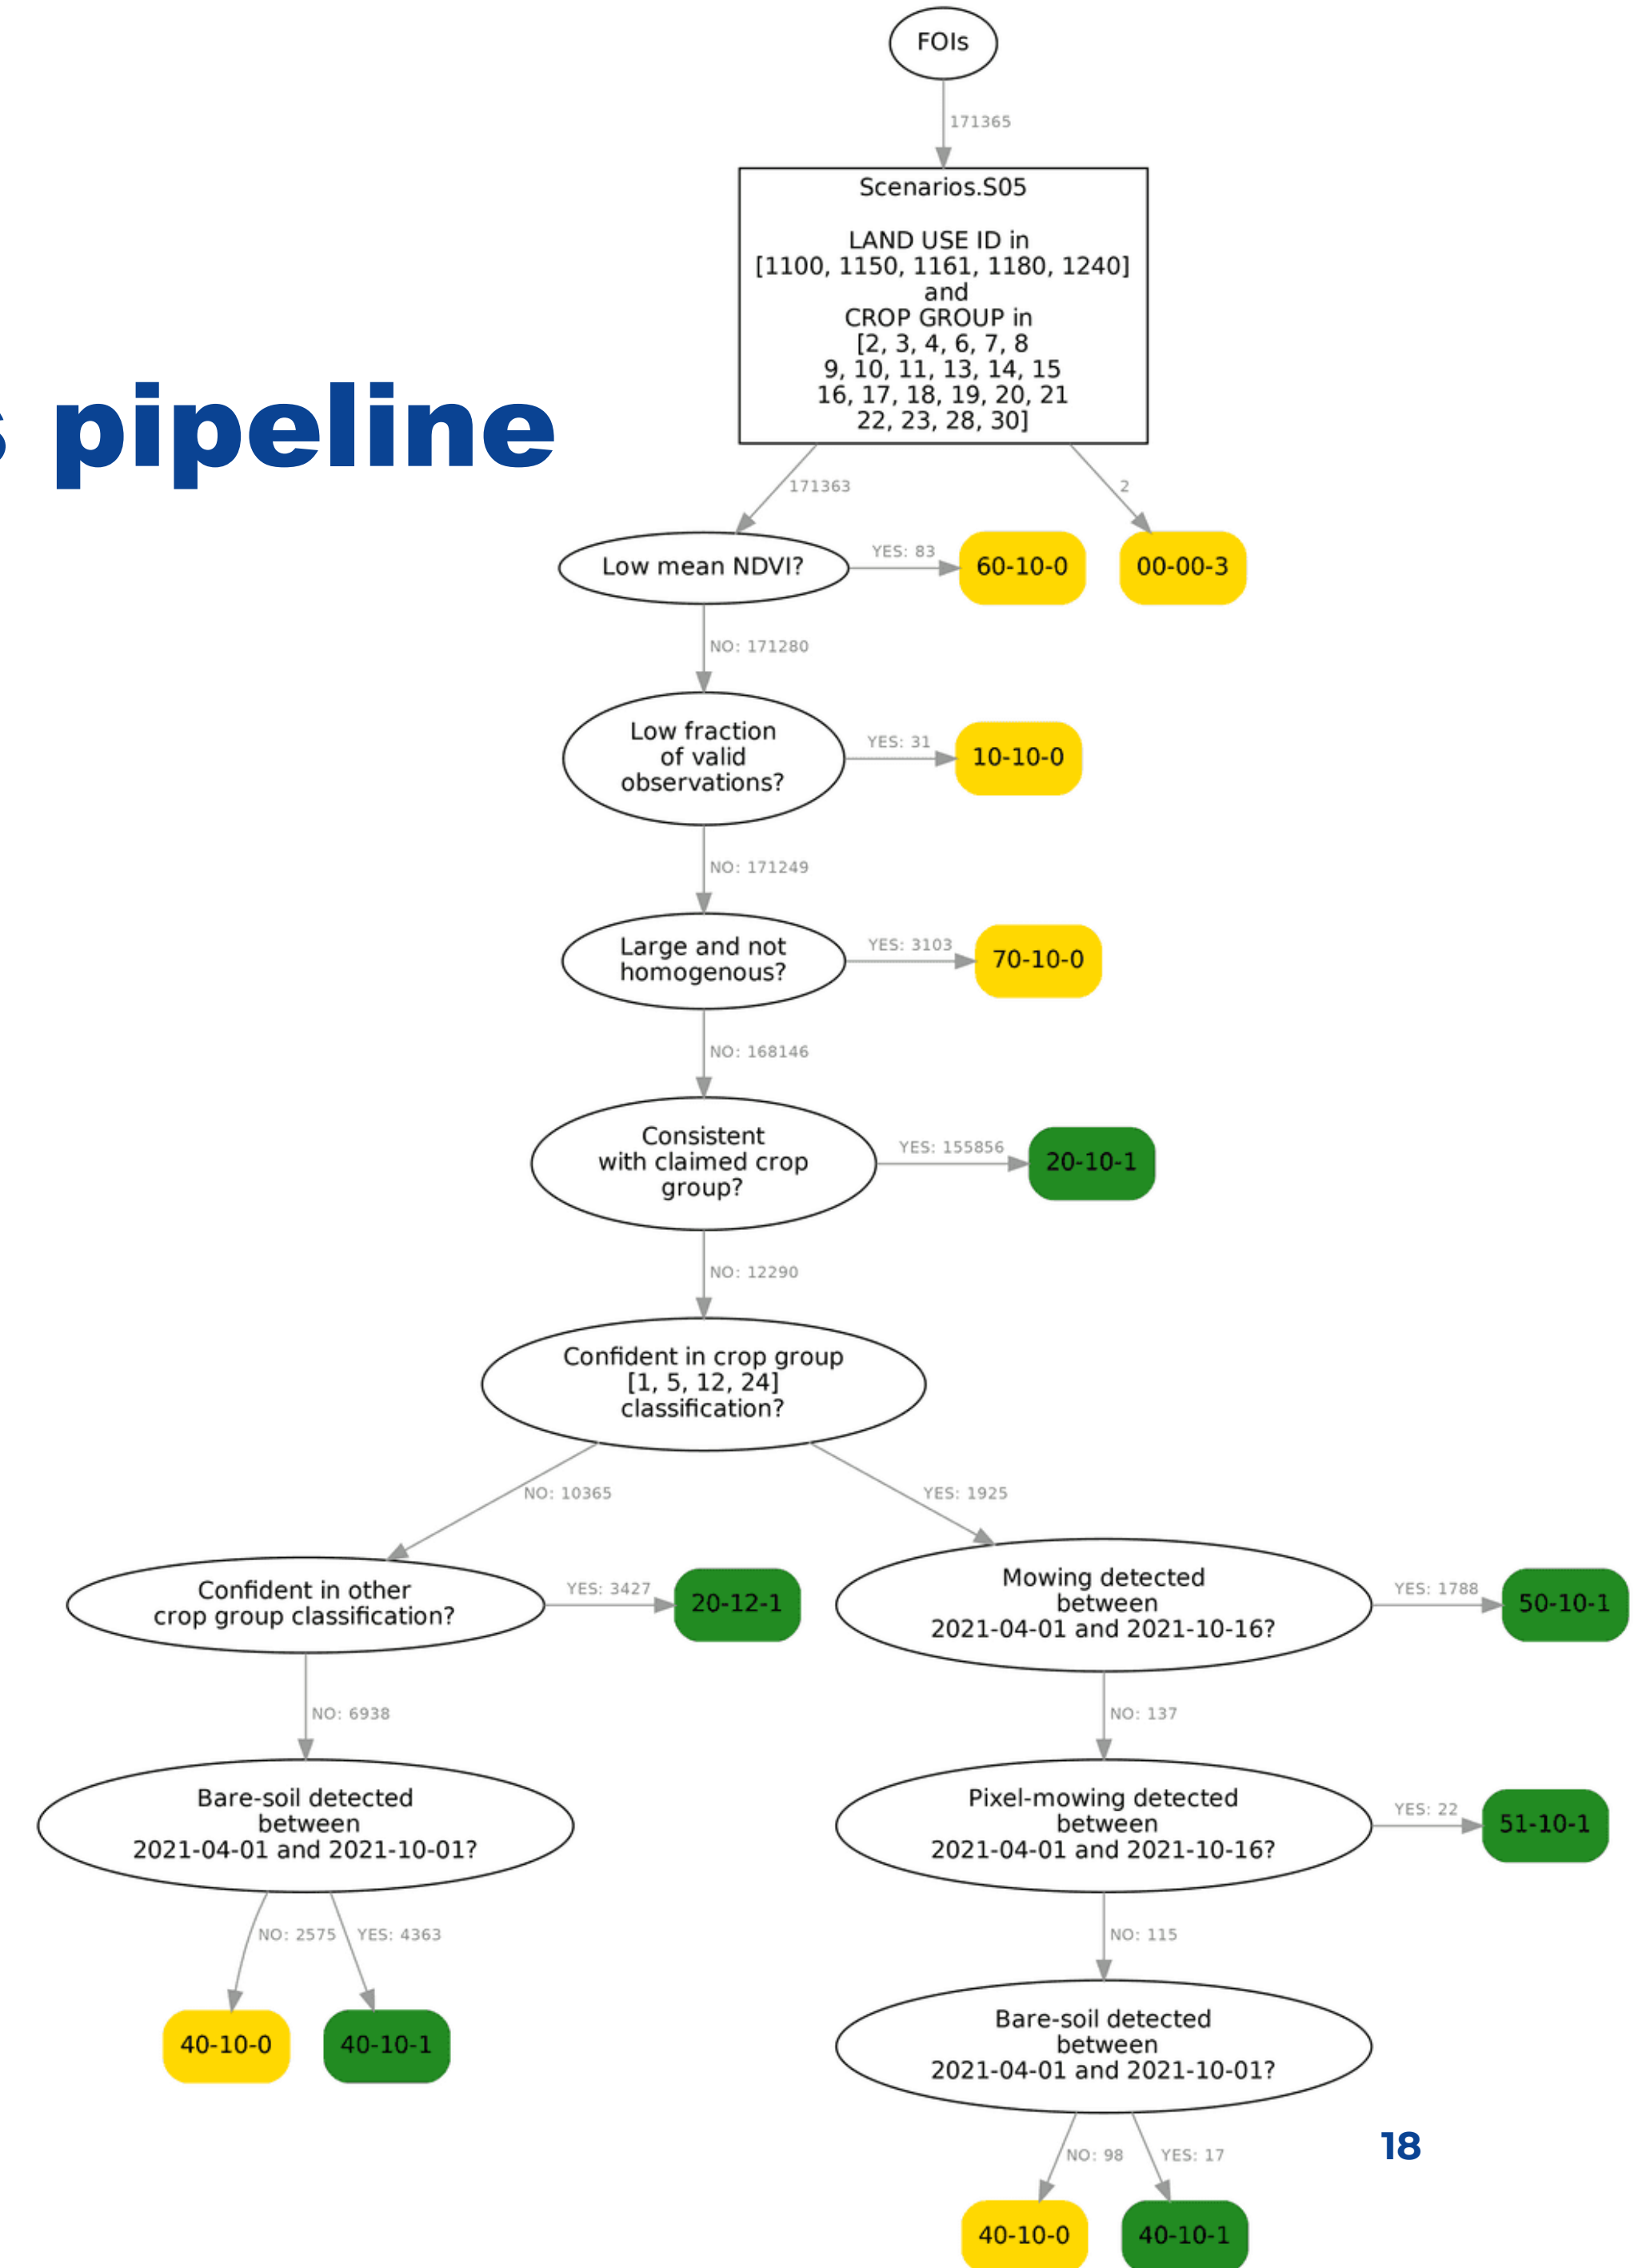 FOIs
171365
Scenarios.S05
LAND USE ID in
[1100, 1150, 1161, 1180, 1240]
and
CROP GROUP in
[2, 3, 4, 6, 7, 8
9, 10, 11, 13, 14, 15
16, 17, 18, 19, 20, 21
22, 23, 28, 30]
s pipeline
171363
2
Low mean NDVI?
YES: 83
60-10-0
00-00-3
NO: 171280
Low fraction
of valid
observations?
YES: 31
10-10-0
NO: 171249
Large and not
homogenous?
YES: 3103
70-10-0
NO: 168146
Consistent
with claimed crop
group?
YES: 155856
20-10-1
NO: 12290
Confident in crop group
[1, 5, 12, 24]
classification?
NO: 10365
YES: 1925
Confident in other
crop group classification?
YES: 3427
20-12-1
Mowing detected
between
2021-04-01 and 2021-10-16?
YES: 1788
50-10-1
NO: 6938
NO: 137
Bare-soil detected
between
2021-04-01 and 2021-10-01?
Pixel-mowing detected
between
2021-04-01 and 2021-10-16?
YES: 22
51-10-1
NO: 2575
YES: 4363
NO: 115
40-10-0
40-10-1
Bare-soil detected
between
2021-04-01 and 2021-10-01?
18
NO: 98
YES: 17
40-10-0
40-10-1